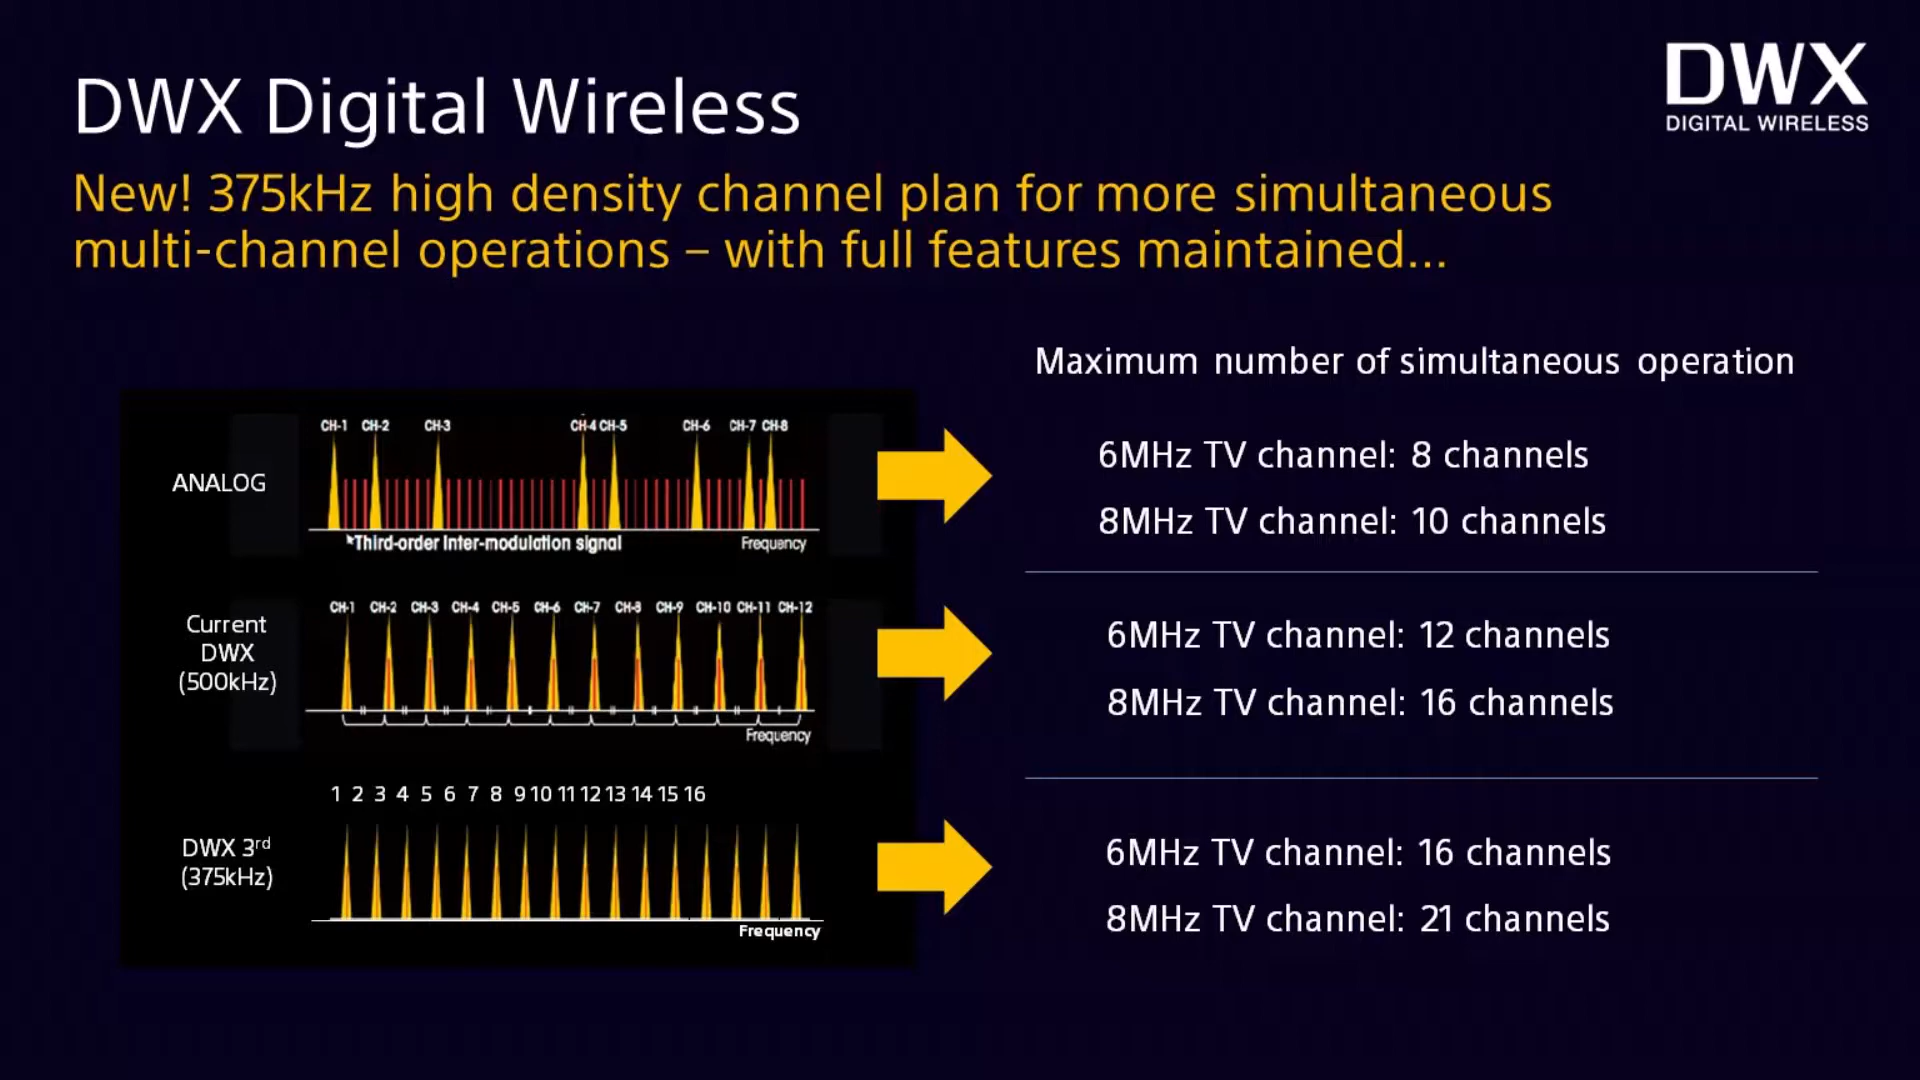 DWX
DIGITAL WIRELESS
DWX Digital Wireless
New! 375kHz high density channel plan for more simultaneous
multi-channel operations – with full features maintained...
Maximum number of simultaneous operation
CH-1 CH-2 CH-3 CH-4 CH-5 CH-6 CH-7 CH-8
ANALOG
*Third-order Inter-modulation signal
Frequency
6MHz TV channel: 8 channels
8MHz TV channel: 10 channels
CH-1 CH-2 CH-3 CH-4 CH-5 CH-6 CH-7 CH-8 CH-9 CH-10 CH-11 CH-12
Current
DWX
(500kHz)
Frequency
6MHz TV channel: 12 channels
8MHz TV channel: 16 channels
1 2 3 4 5 6 7 8 9 10 11 12 13 14 15 16
DWX 3rd
(375kHz)
Frequency
6MHz TV channel: 16 channels
8MHz TV channel: 21 channels